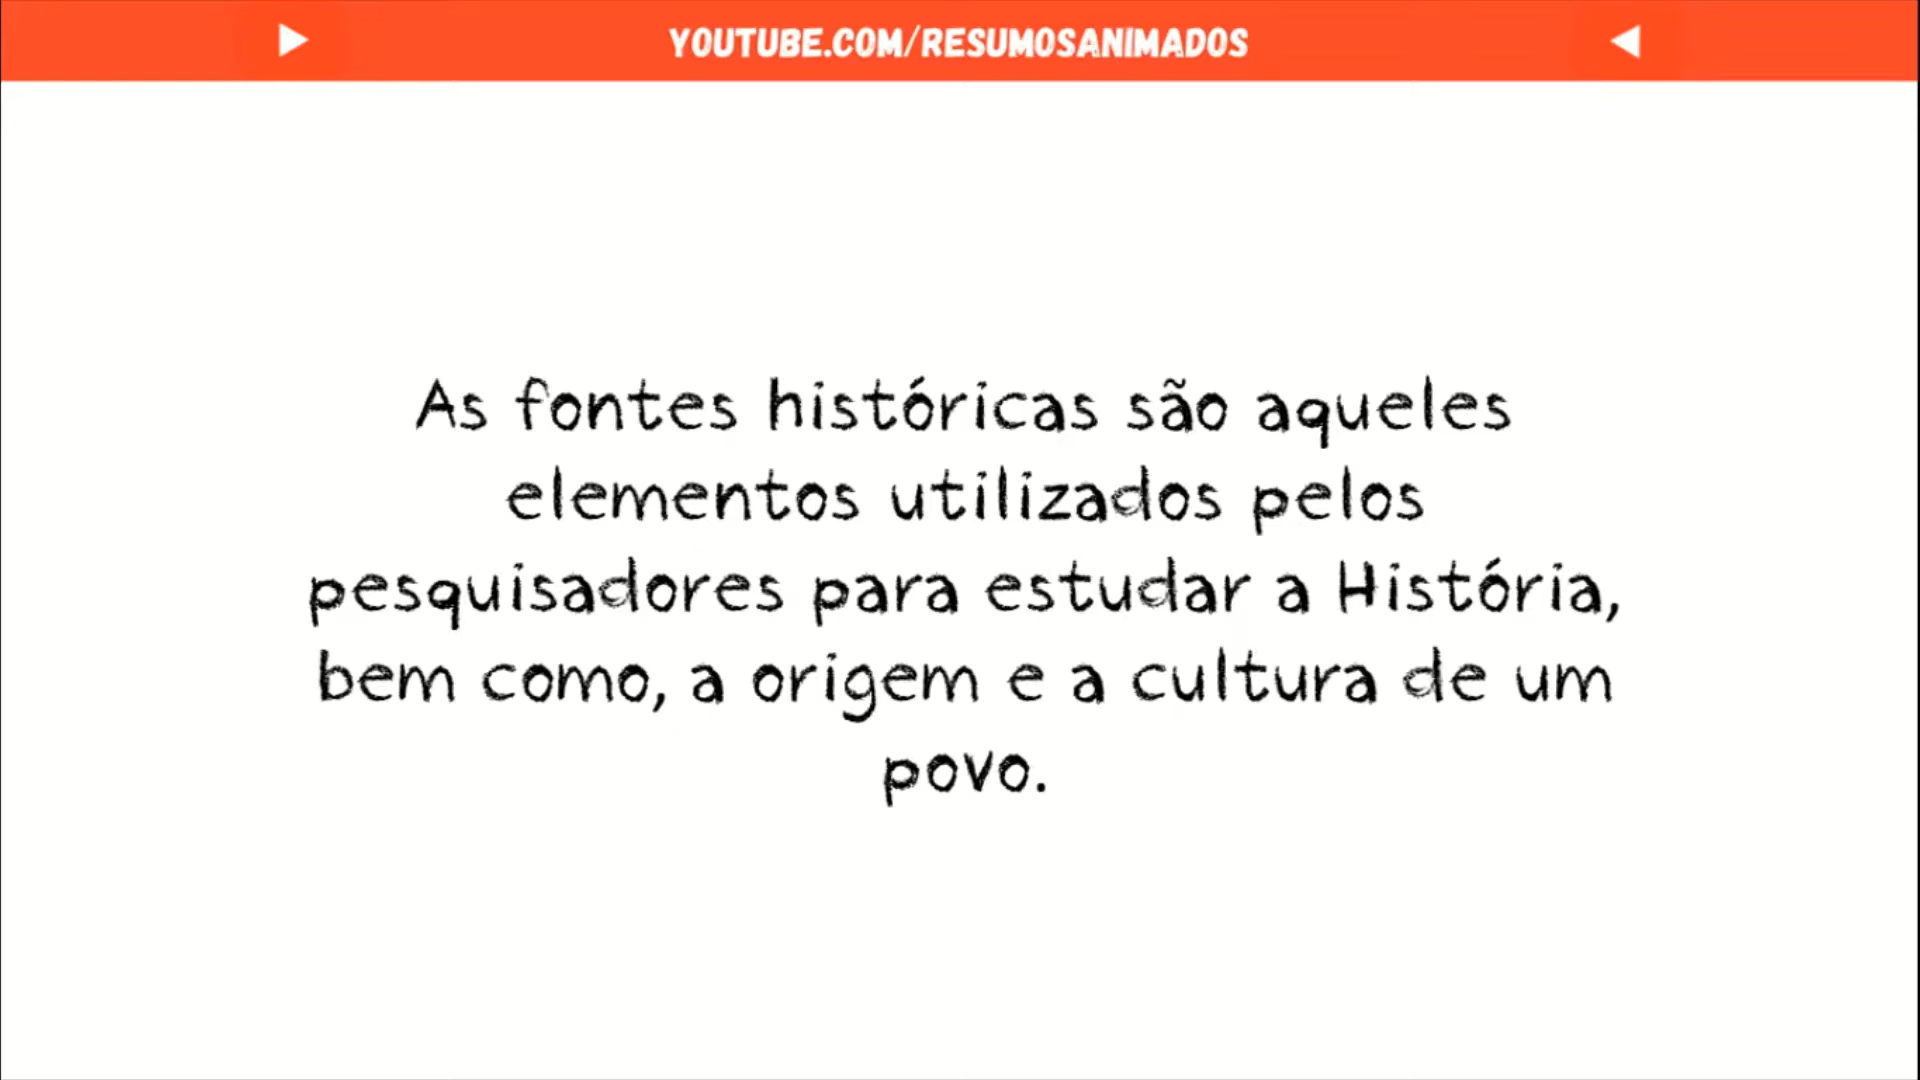 YOUTUBE.COM/RESUMOSANIMADOS
As fontes históricas são aqueles
elementos utilizados pelos
pesquisadores para estudar a História,
bem como, a origem e a cultura de um
povo.